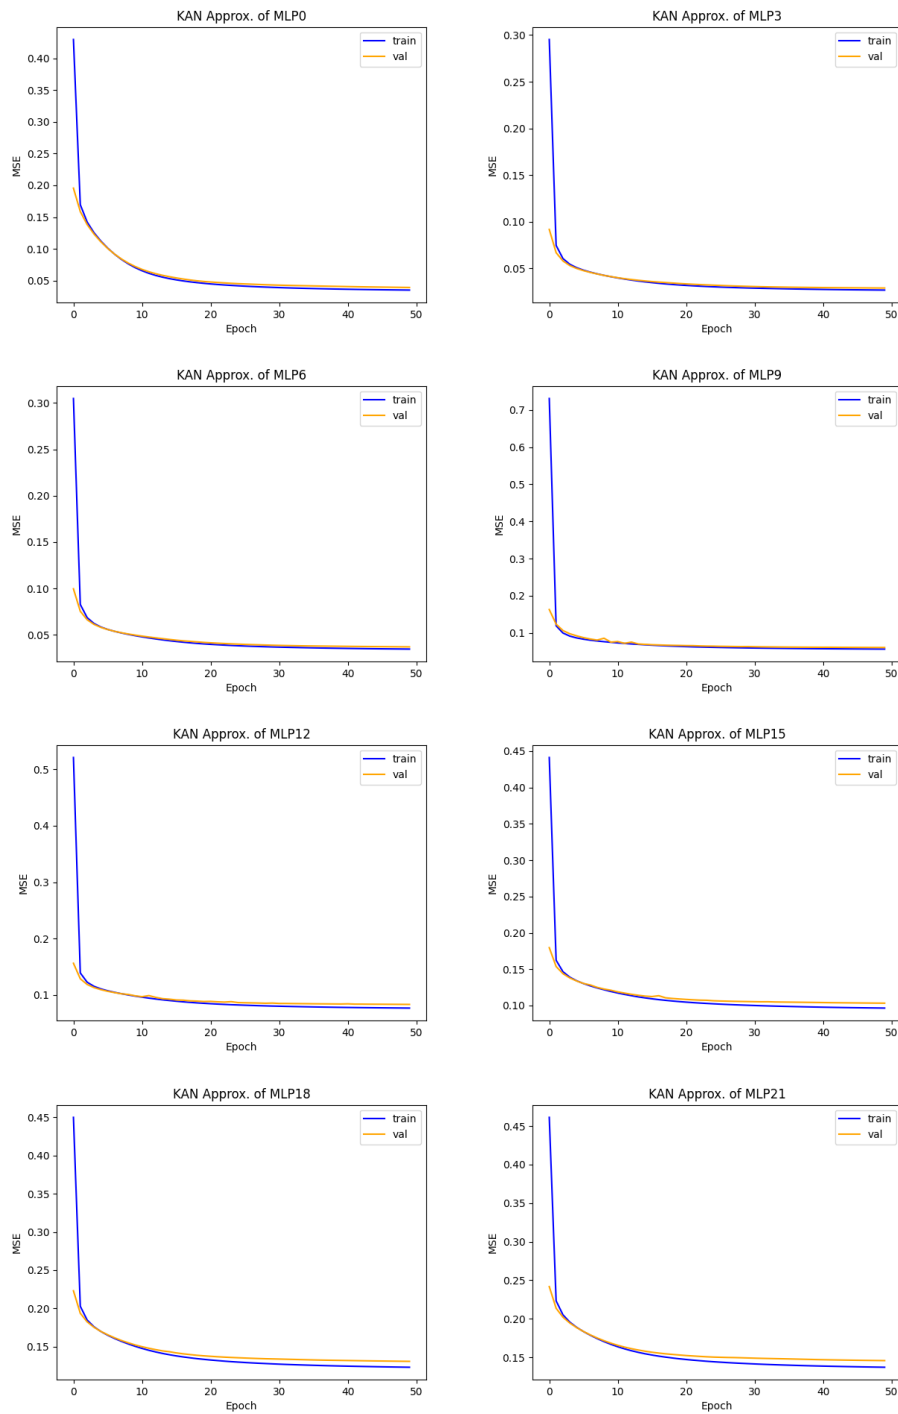 KAN Approx. of MLP0
train
val
0.40
0.35
0.30
0.25
0.20
0.15
0.10
0.05
MSE
0 10 20 30 40 50
Epoch
KAN Approx. of MLP3
train
val
0.30
0.25
0.20
0.15
0.10
0.05
MSE
0 10 20 30 40 50
Epoch
KAN Approx. of MLP6
train
val
0.30
0.25
0.20
0.15
0.10
0.05
MSE
0 10 20 30 40 50
Epoch
KAN Approx. of MLP9
train
val
0.7
0.6
0.5
0.4
0.3
0.2
0.1
MSE
0 10 20 30 40 50
Epoch
KAN Approx. of MLP12
train
val
0.5
0.4
0.3
0.2
0.1
MSE
0 10 20 30 40 50
Epoch
KAN Approx. of MLP15
train
val
0.45
0.40
0.35
0.30
0.25
0.20
0.15
0.10
MSE
0 10 20 30 40 50
Epoch
KAN Approx. of MLP18
train
val
0.45
0.40
0.35
0.30
0.25
0.20
0.15
MSE
0 10 20 30 40 50
Epoch
KAN Approx. of MLP21
train
val
0.45
0.40
0.35
0.30
0.25
0.20
0.15
MSE
0 10 20 30 40 50
Epoch